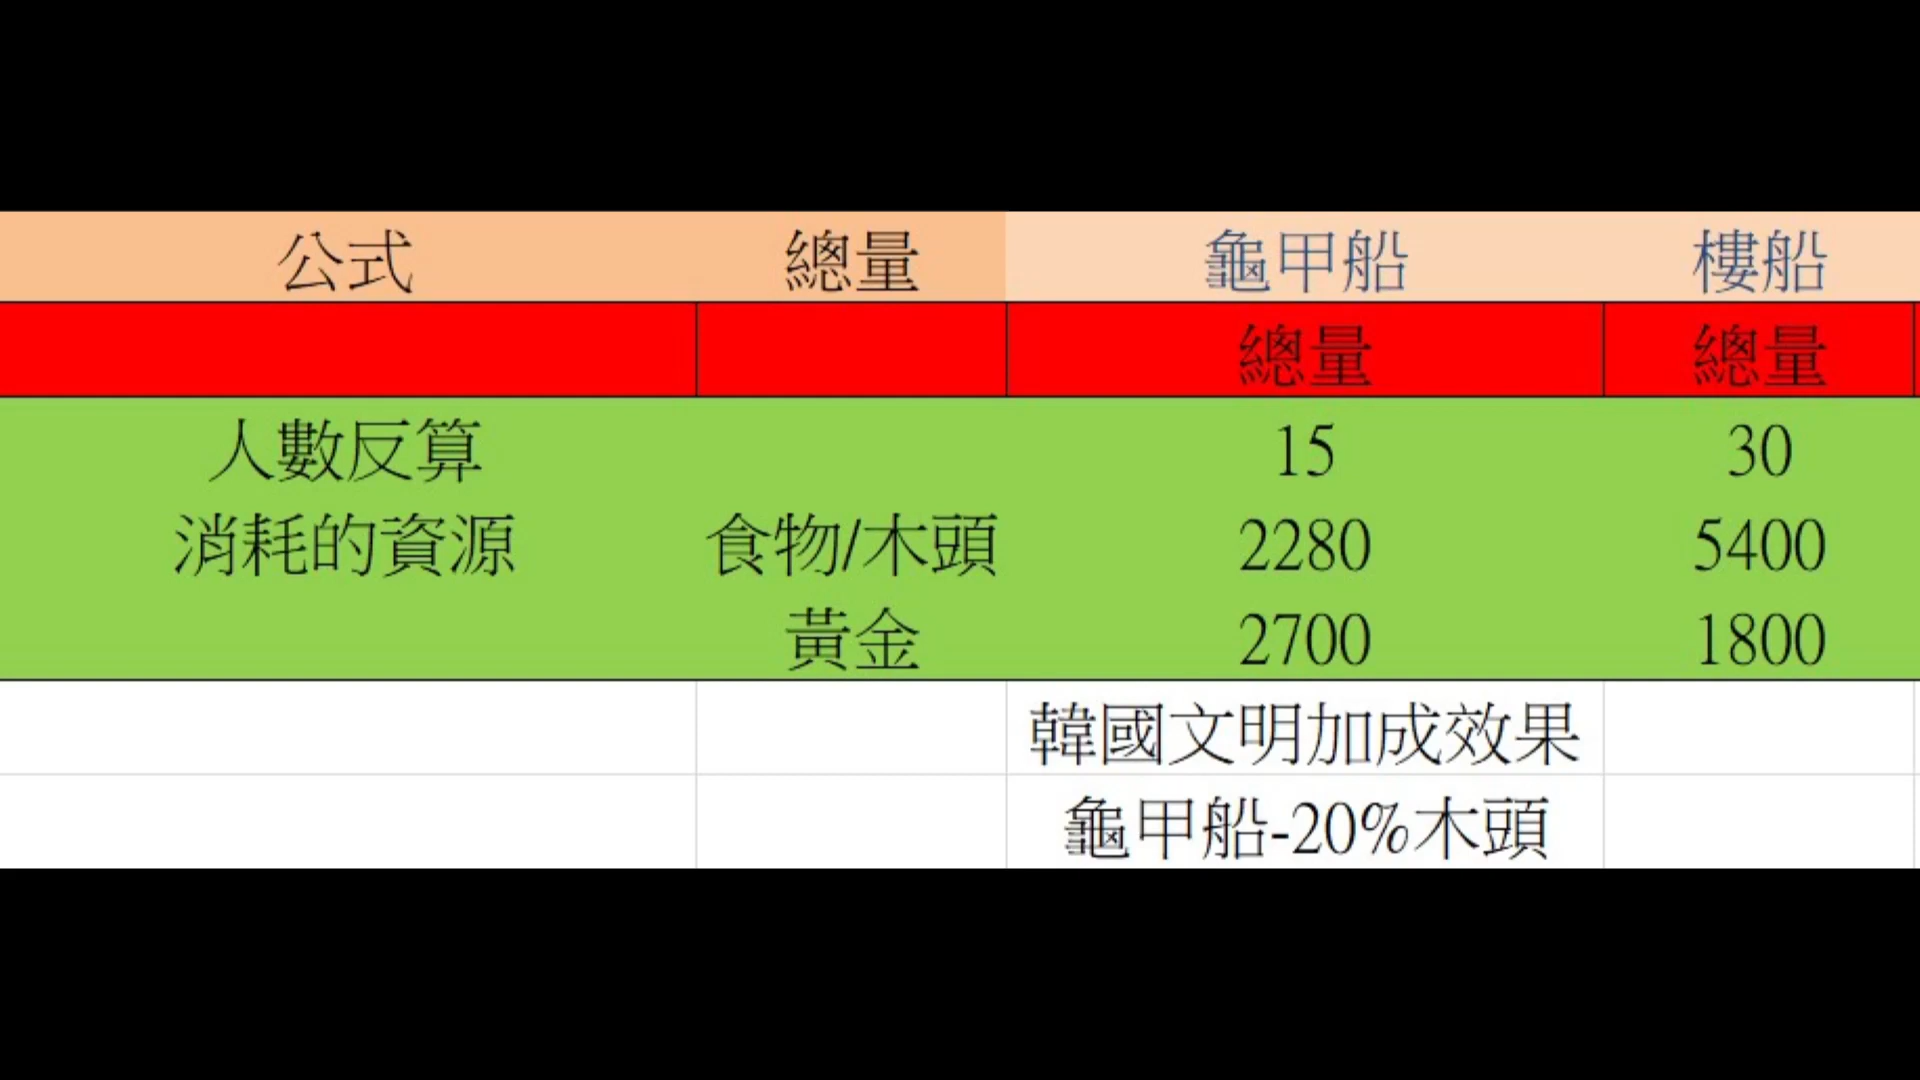 公式 總量 龜甲船 樓船
總量 總量
人數反算 15 30
消耗的資源 食物/木頭 2280 5400
黃金 2700 1800
韓國文明加成效果
龜甲船-20%木頭